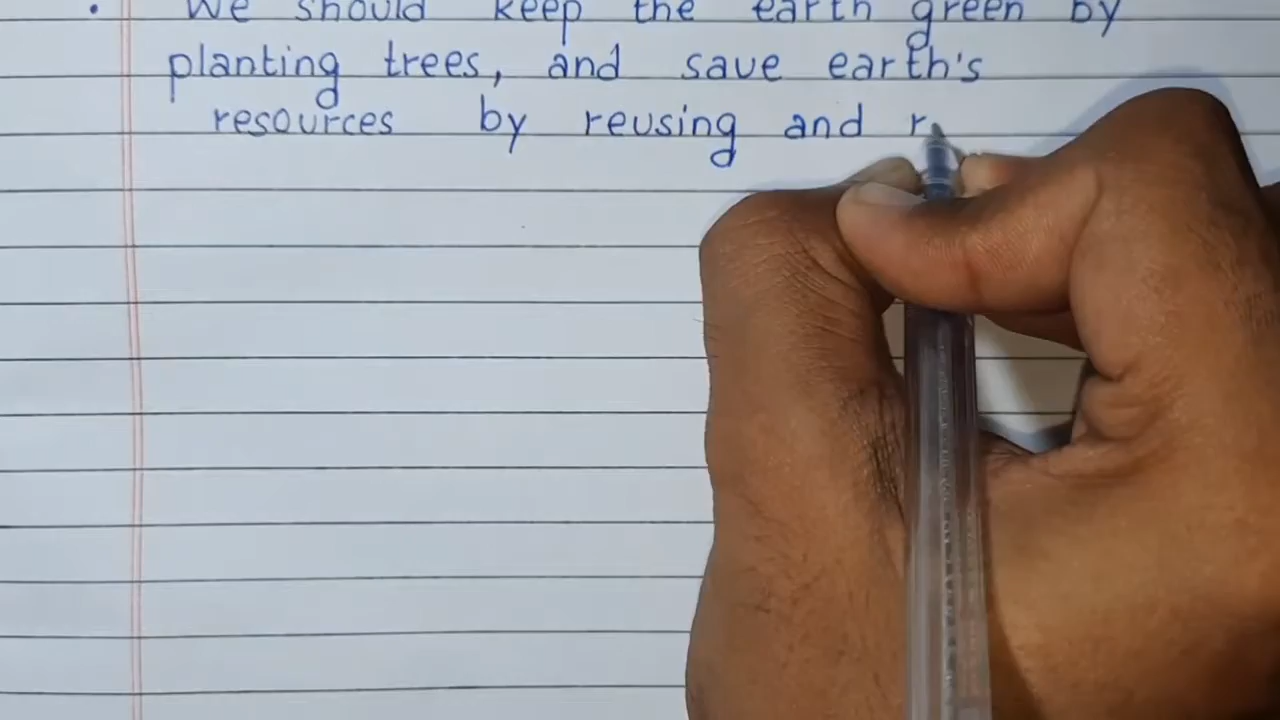 • We should keep the earth green by
planting trees, and save earth's
resources by reusing and r